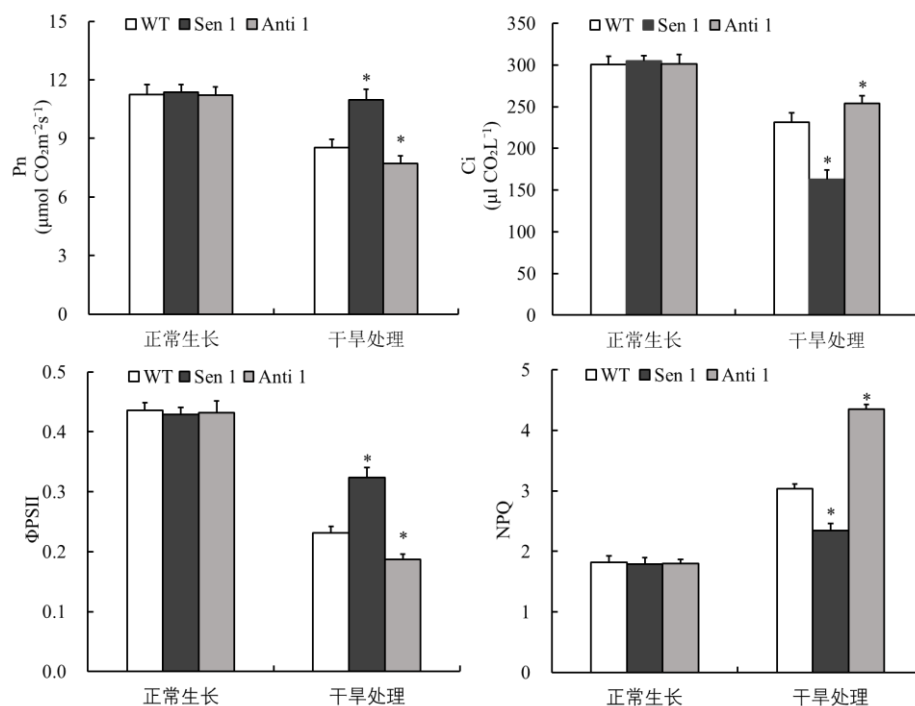 WT Sen 1 Anti 1
Pn
(μmol CO₂m⁻²s⁻¹)
15
12
9
6
3
0
*
*
正常生长 干旱处理
WT Sen 1 Anti 1
Ci
(μl CO₂L⁻¹)
350
300
250
200
150
100
50
0
*
*
正常生长 干旱处理
WT Sen 1 Anti 1
ΦPSII
0.5
0.4
0.3
0.2
0.1
0.0
*
*
正常生长 干旱处理
WT Sen 1 Anti 1
NPQ
5
4
3
2
1
0
*
*
正常生长 干旱处理